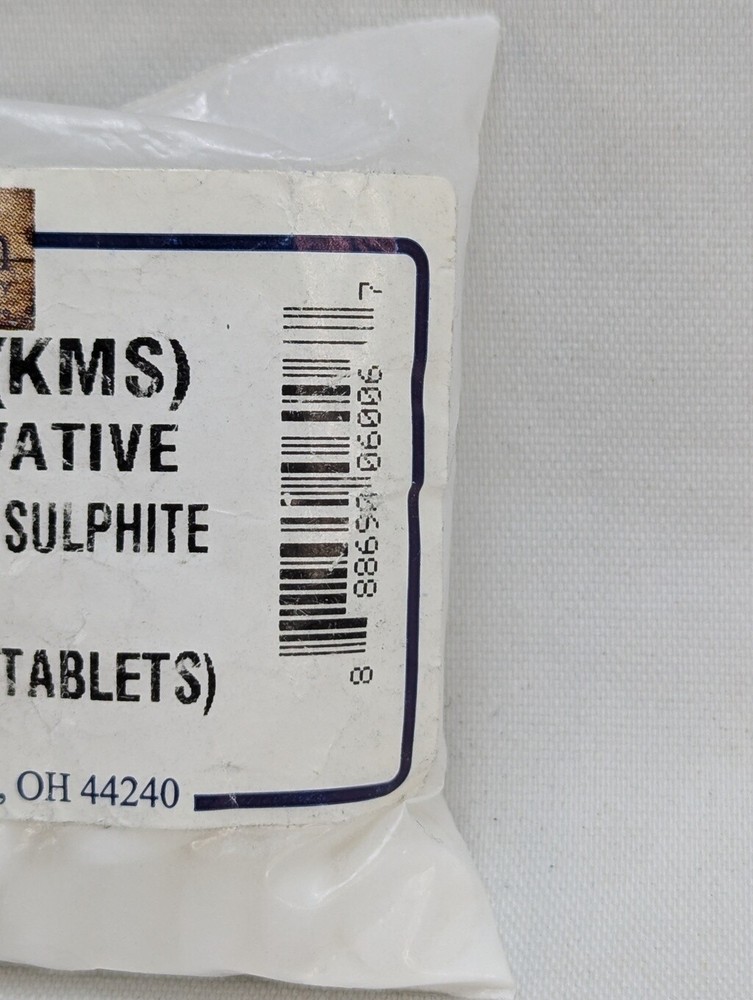 (KMS)
VATIVE
SULPHITE
TABLETS)
, OH 44240
8 88690 06006 7